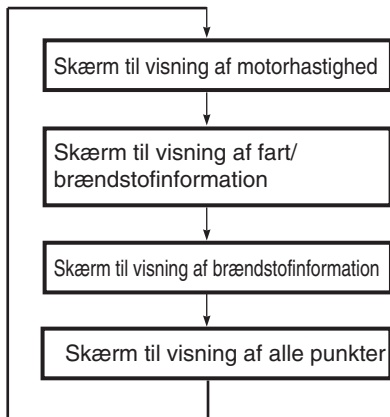 Skærm til visning af motorhastighed
Skærm til visning af fart/
brændstofinformation
Skærm til visning af brændstofinformation
Skærm til visning af alle punkter